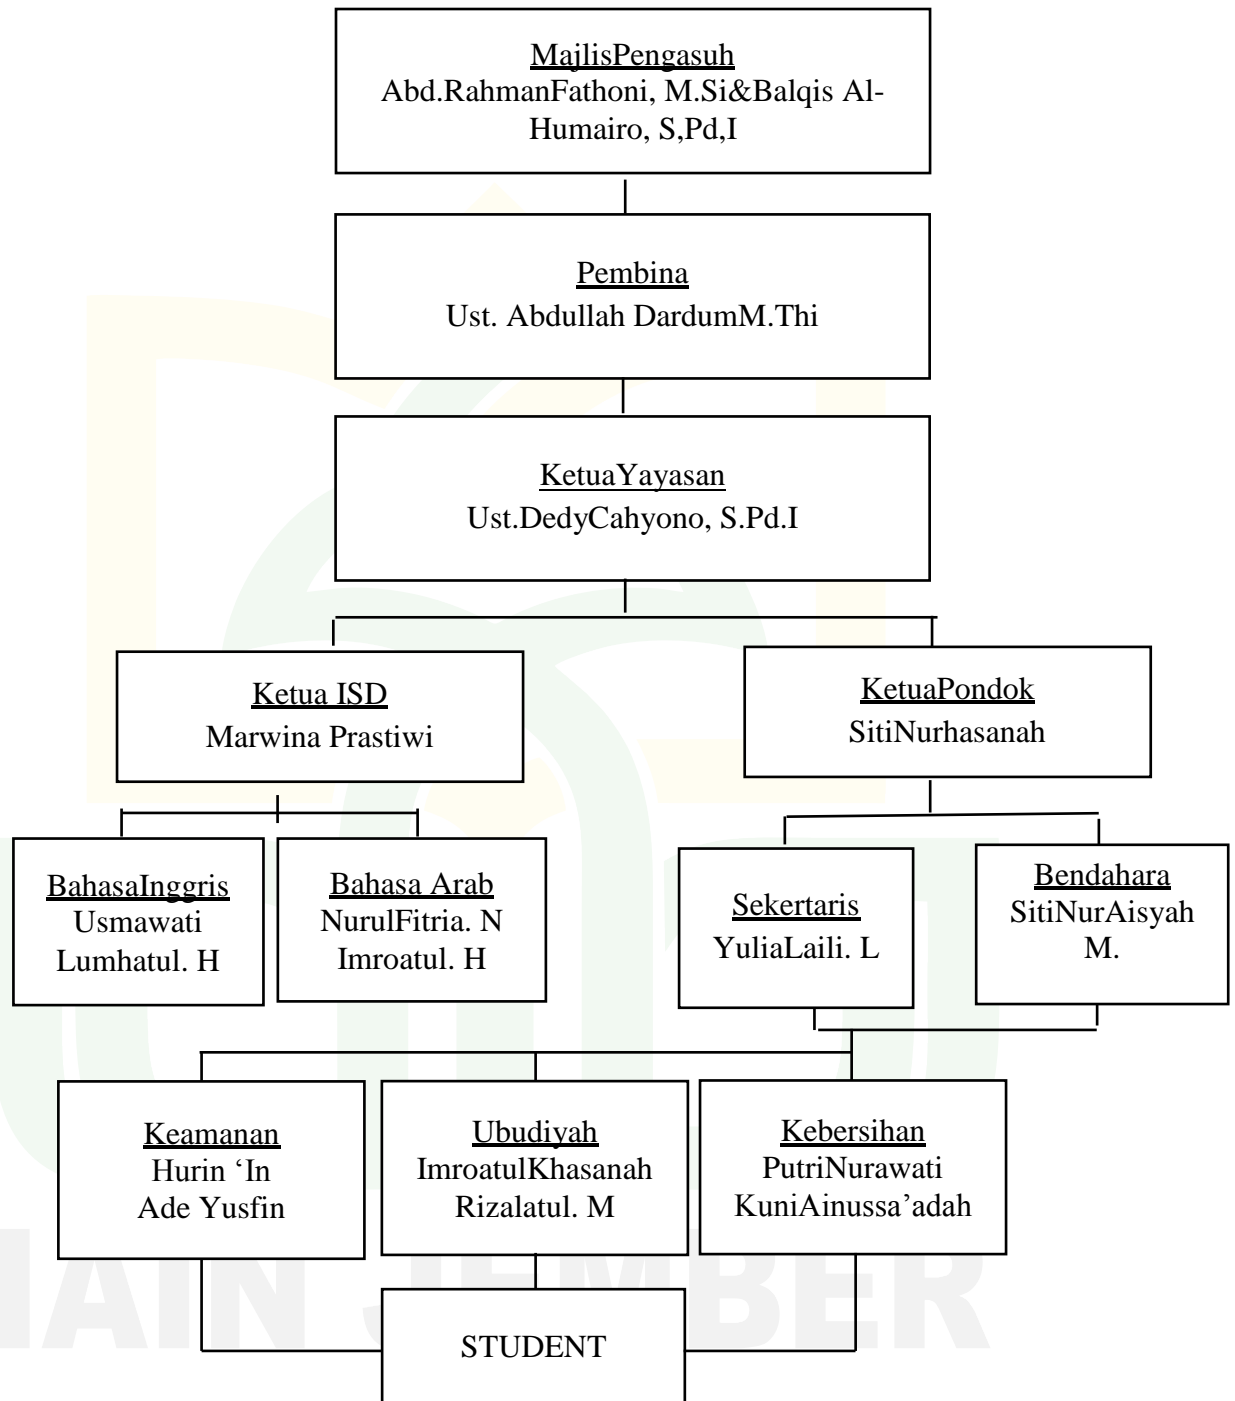 MajlisPengasuh
Abd.RahmanFathoni, M.Si&Balqis Al-
Humairo, S,Pd,I
Pembina
Ust. Abdullah DardumM.Thi
KetuaYayasan
Ust.DedyCahyono, S.Pd.I
Ketua ISD
Marwina Prastiwi
KetuaPondok
SitiNurhasanah
BahasaInggris
Usmawati
Lumhatul. H
Bahasa Arab
NurulFitria. N
Imroatul. H
Sekertaris
YuliaLaili. L
Bendahara
SitiNurAisyah
M.
Keamanan
Hurin ‘In
Ade Yusfin
Ubudiyah
ImroatulKhasanah
Rizalatul. M
Kebersihan
PutriNurawati
KuniAinussa’adah
STUDENT
IAIN JEMBER